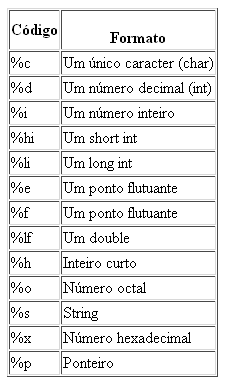 Código Formato
%c Um único caracter (char)
%d Um número decimal (int)
%i Um número inteiro
%hi Um short int
%li Um long int
%e Um ponto flutuante
%f Um ponto flutuante
%lf Um double
%h Inteiro curto
%o Número octal
%s String
%x Número hexadecimal
%p Ponteiro